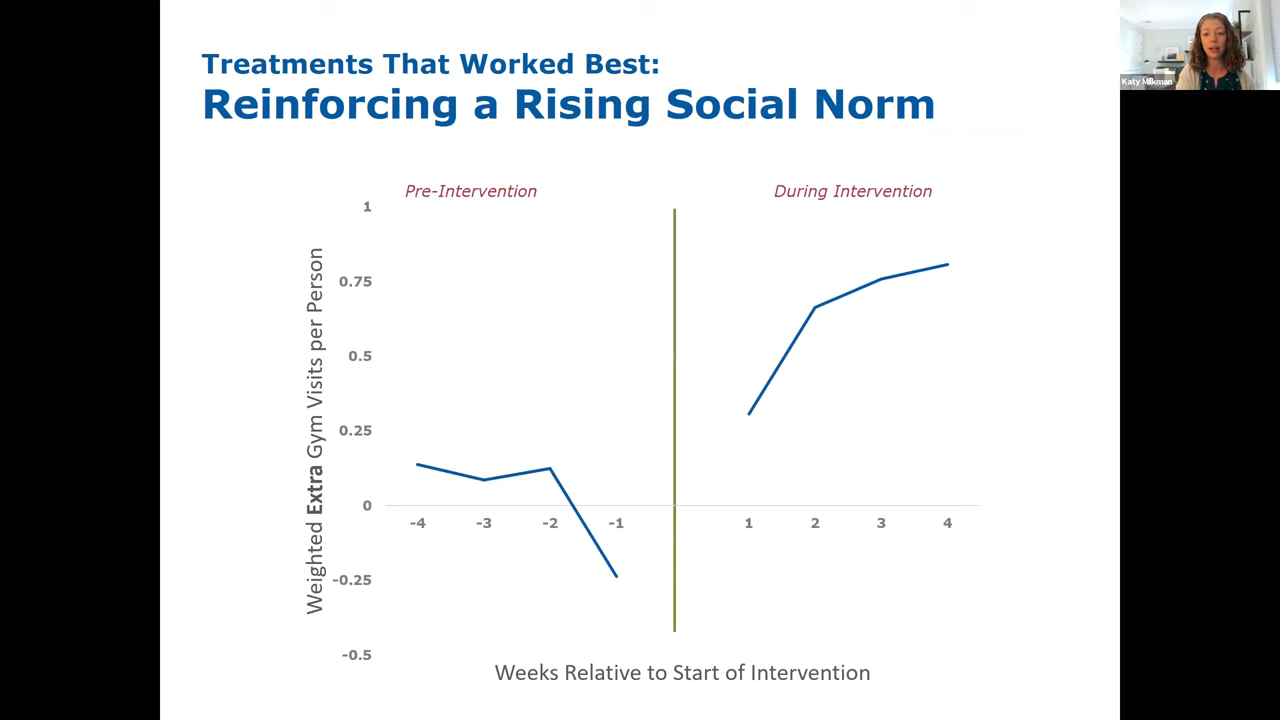 Treatments That Worked Best:
Reinforcing a Rising Social Norm
Katy Milkman
Pre-Intervention
During Intervention
1
0.75
0.5
0.25
0
-0.25
-0.5
Weighted Extra Gym Visits per Person
-4 -3 -2 -1 1 2 3 4
Weeks Relative to Start of Intervention